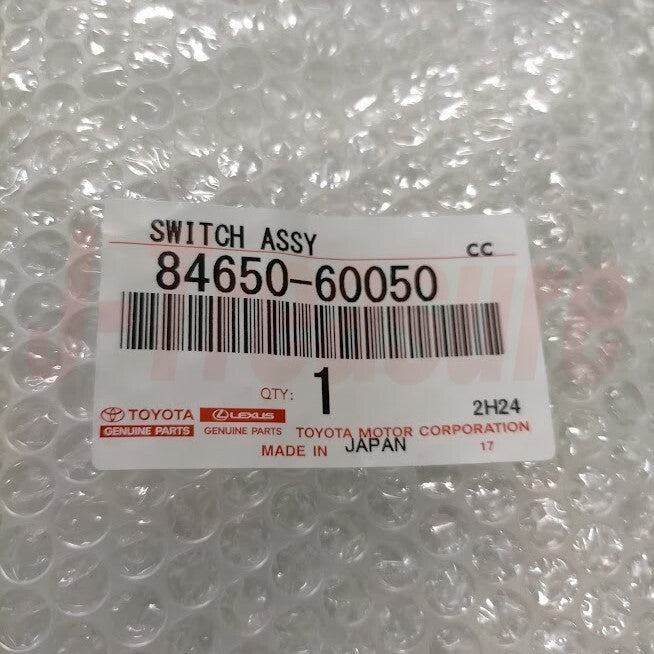 SWITCH ASSY CC
84650-60050
QTY: 1
TOYOTA LEXUS 2H24
GENUINE PARTS GENUINE PARTS TOYOTA MOTOR CORPORATION
MADE IN JAPAN 17